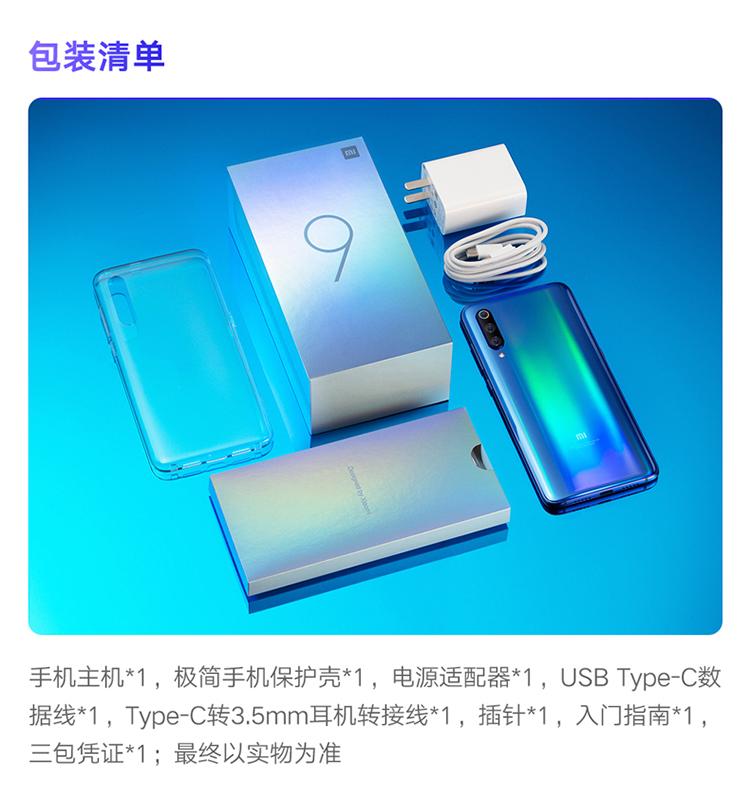 包装清单
9
Designed by Xiaomi
手机主机*1，极简手机保护壳*1，电源适配器*1，USB Type-C数
据线*1，Type-C转3.5mm耳机转接线*1，插针*1，入门指南*1，
三包凭证*1；最终以实物为准